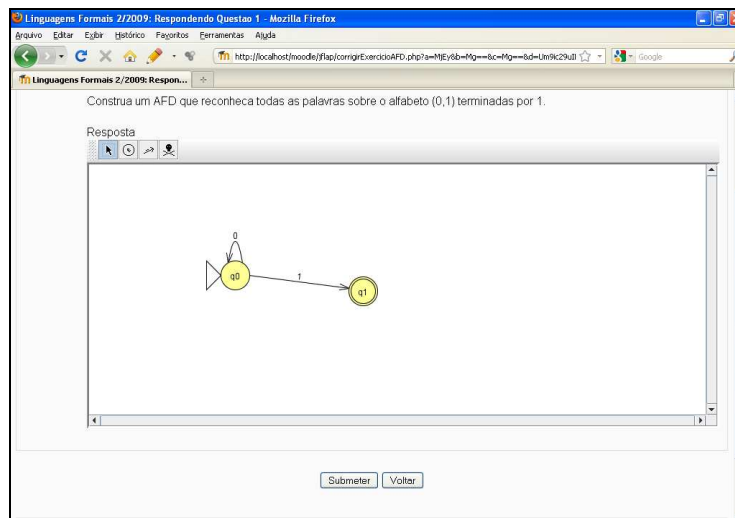 Linguagens Formais 2/2009: Respondendo Questao 1 - Mozilla Firefox
Arquivo Editar Exibir Histórico Favoritos Ferramentas Ajuda
http://localhost/moodle/jflap/corrigirExercicioAFD.php?a=MjEy&b=Mg==&c=Mg==&d=Um9ic29uIl
Google
Linguagens Formais 2/2009: Respon...
Construa um AFD que reconheca todas as palavras sobre o alfabeto (0,1) terminadas por 1.
Resposta
0
q0
1
q1
Submeter Voltar